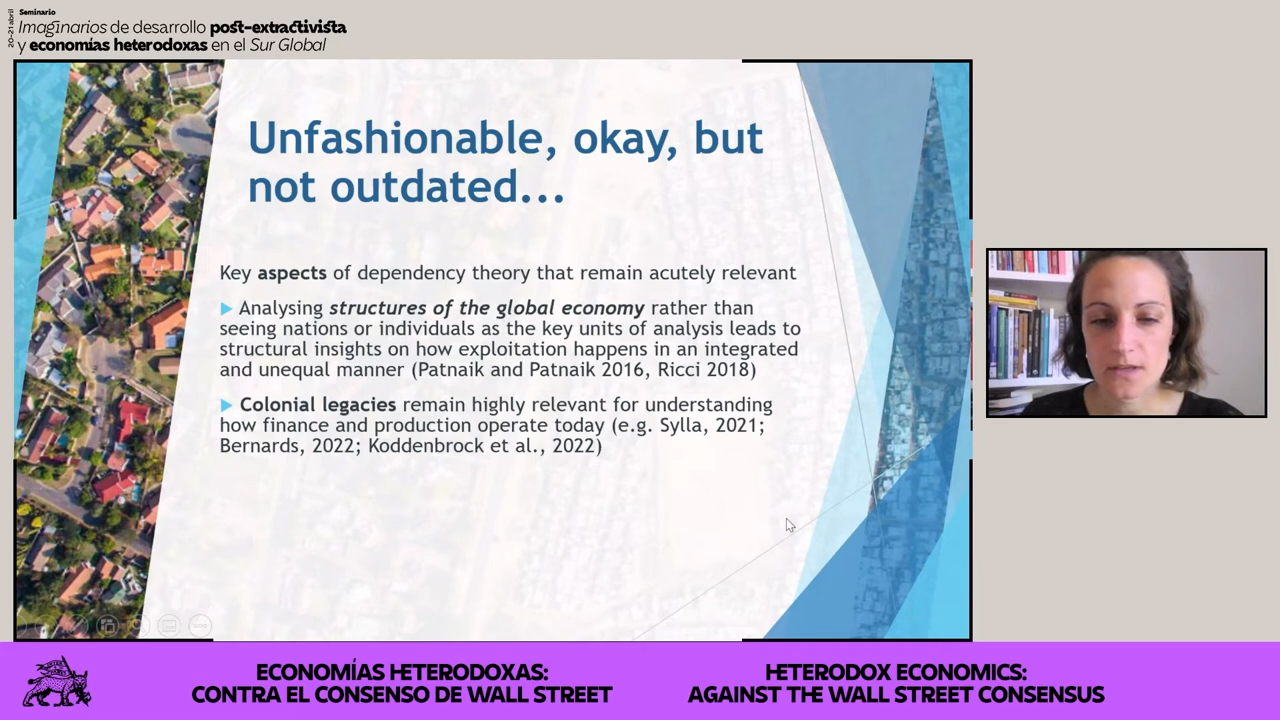 20–21 abril
Seminario
Imaginarios de desarrollo post-extractivista
y economías heterodoxas en el Sur Global
Unfashionable, okay, but
not outdated...
Key aspects of dependency theory that remain acutely relevant
Analysing structures of the global economy rather than
seeing nations or individuals as the key units of analysis leads to
structural insights on how exploitation happens in an integrated
and unequal manner (Patnaik and Patnaik 2016, Ricci 2018)
Colonial legacies remain highly relevant for understanding
how finance and production operate today (e.g. Sylla, 2021;
Bernards, 2022; Koddenbrock et al., 2022)
ECONOMÍAS HETERODOXAS:
CONTRA EL CONSENSO DE WALL STREET
HETERODOX ECONOMICS:
AGAINST THE WALL STREET CONSENSUS